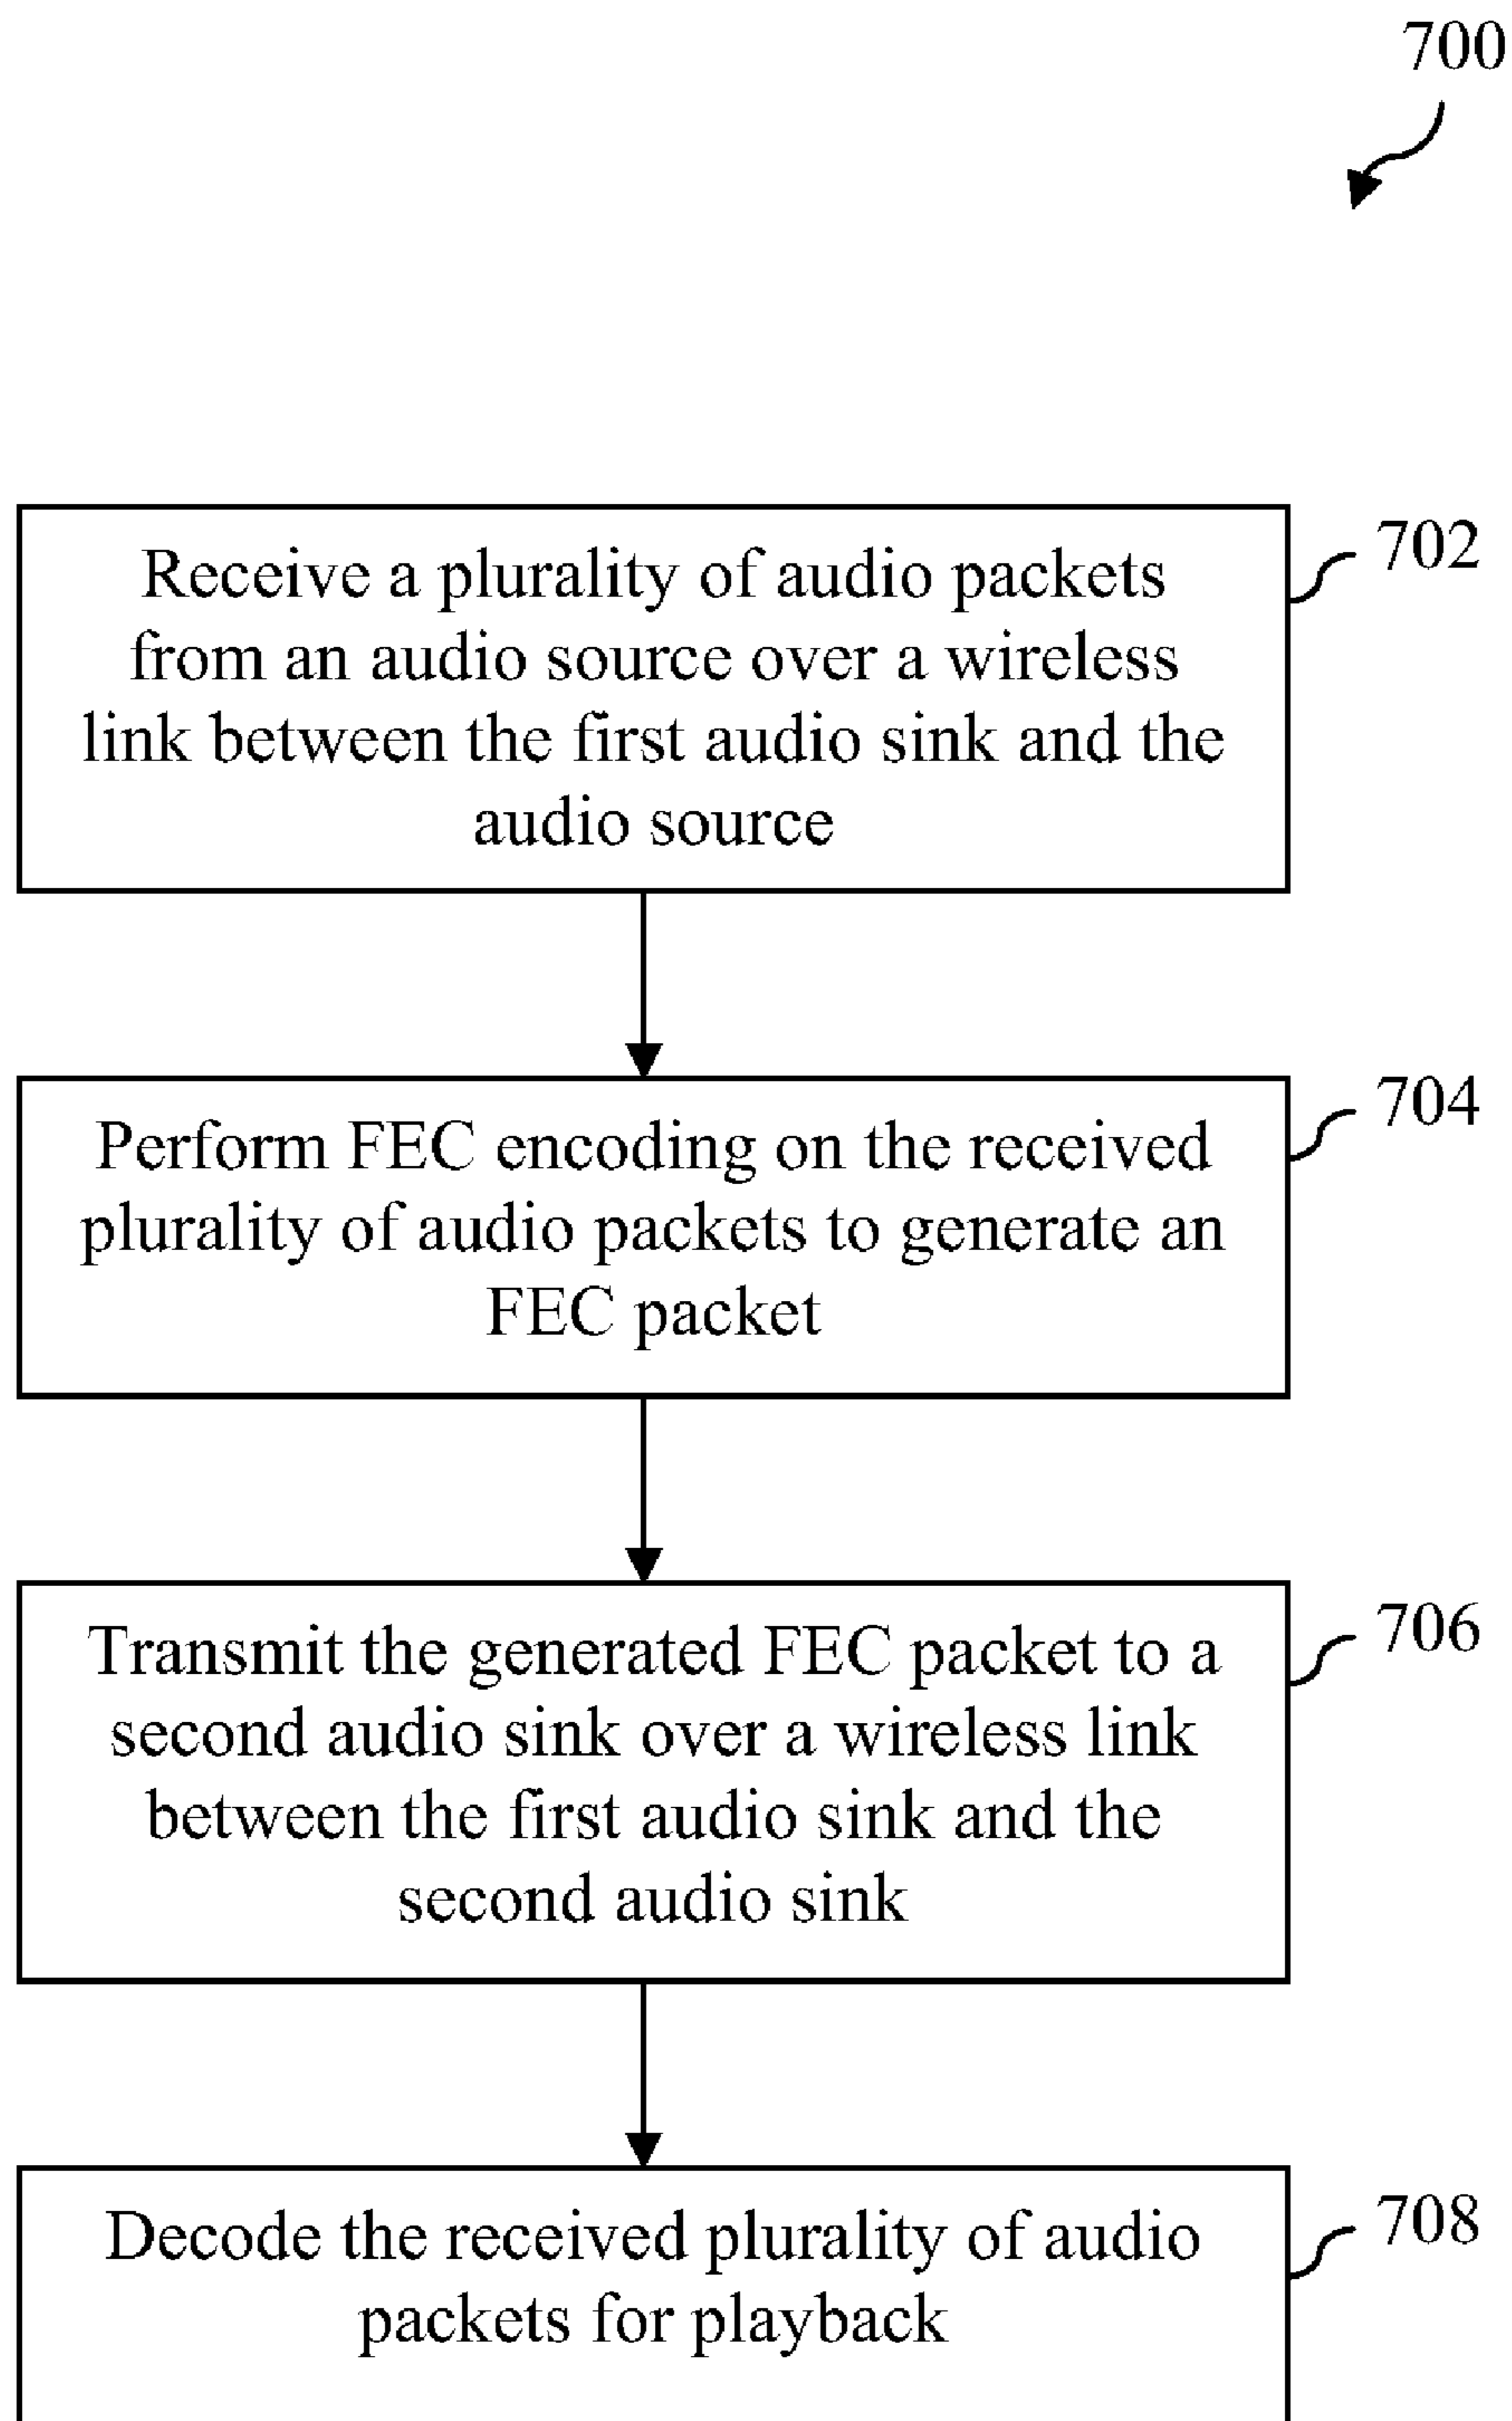 700
Receive a plurality of audio packets
from an audio source over a wireless
link between the first audio sink and the
audio source
702
Perform FEC encoding on the received
plurality of audio packets to generate an
FEC packet
704
Transmit the generated FEC packet to a
second audio sink over a wireless link
between the first audio sink and the
second audio sink
706
Decode the received plurality of audio
packets for playback
708